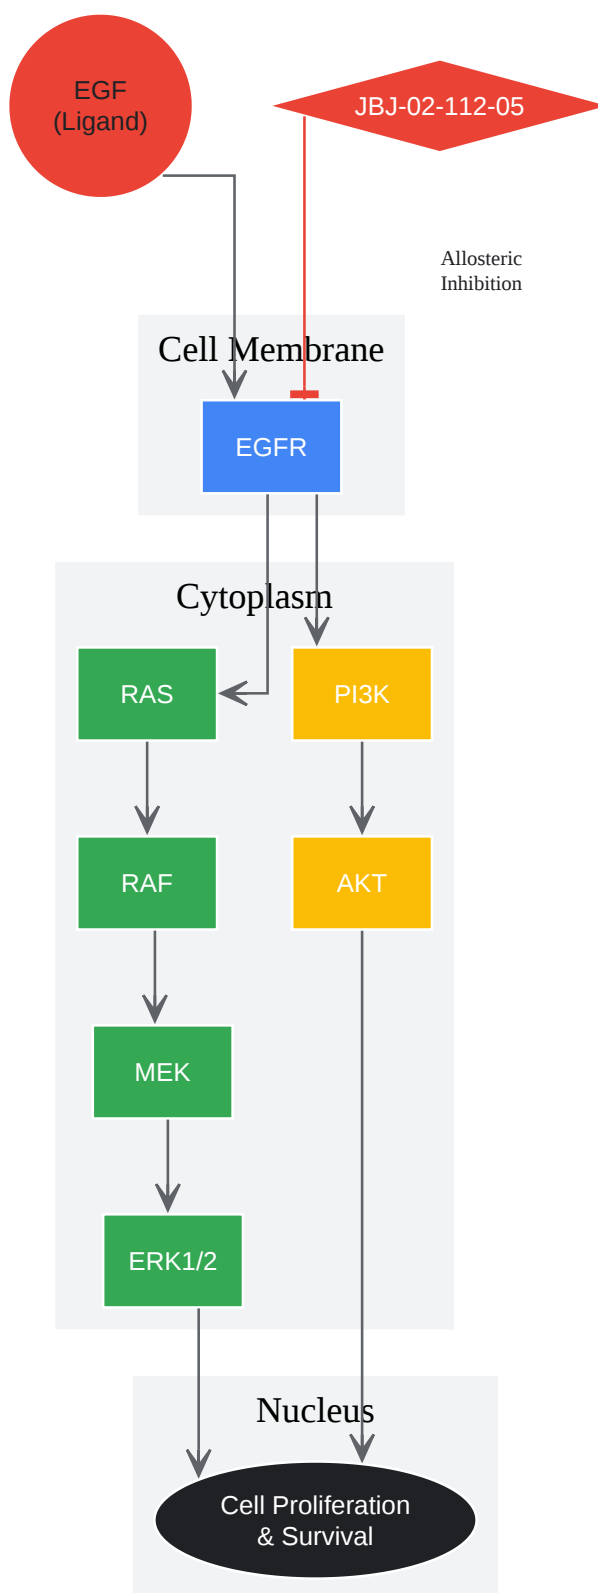 EGF
(Ligand)
JBJ-02-112-05
Allosteric
Inhibition
Cell Membrane
EGFR
Cytoplasm
RAS
PI3K
RAF
AKT
MEK
ERK1/2
Nucleus
Cell Proliferation
& Survival